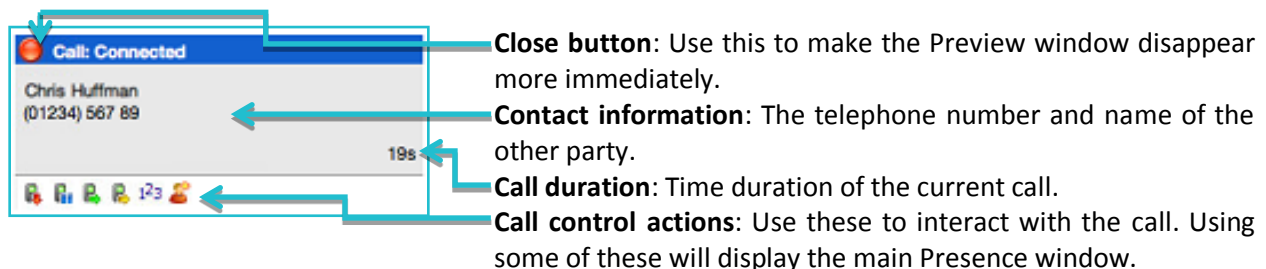 Call: Connected
Chris Huffman
(01234) 567 89
19s
123
Close button: Use this to make the Preview window disappear
more immediately.
Contact information: The telephone number and name of the
other party.
Call duration: Time duration of the current call.
Call control actions: Use these to interact with the call. Using
some of these will display the main Presence window.